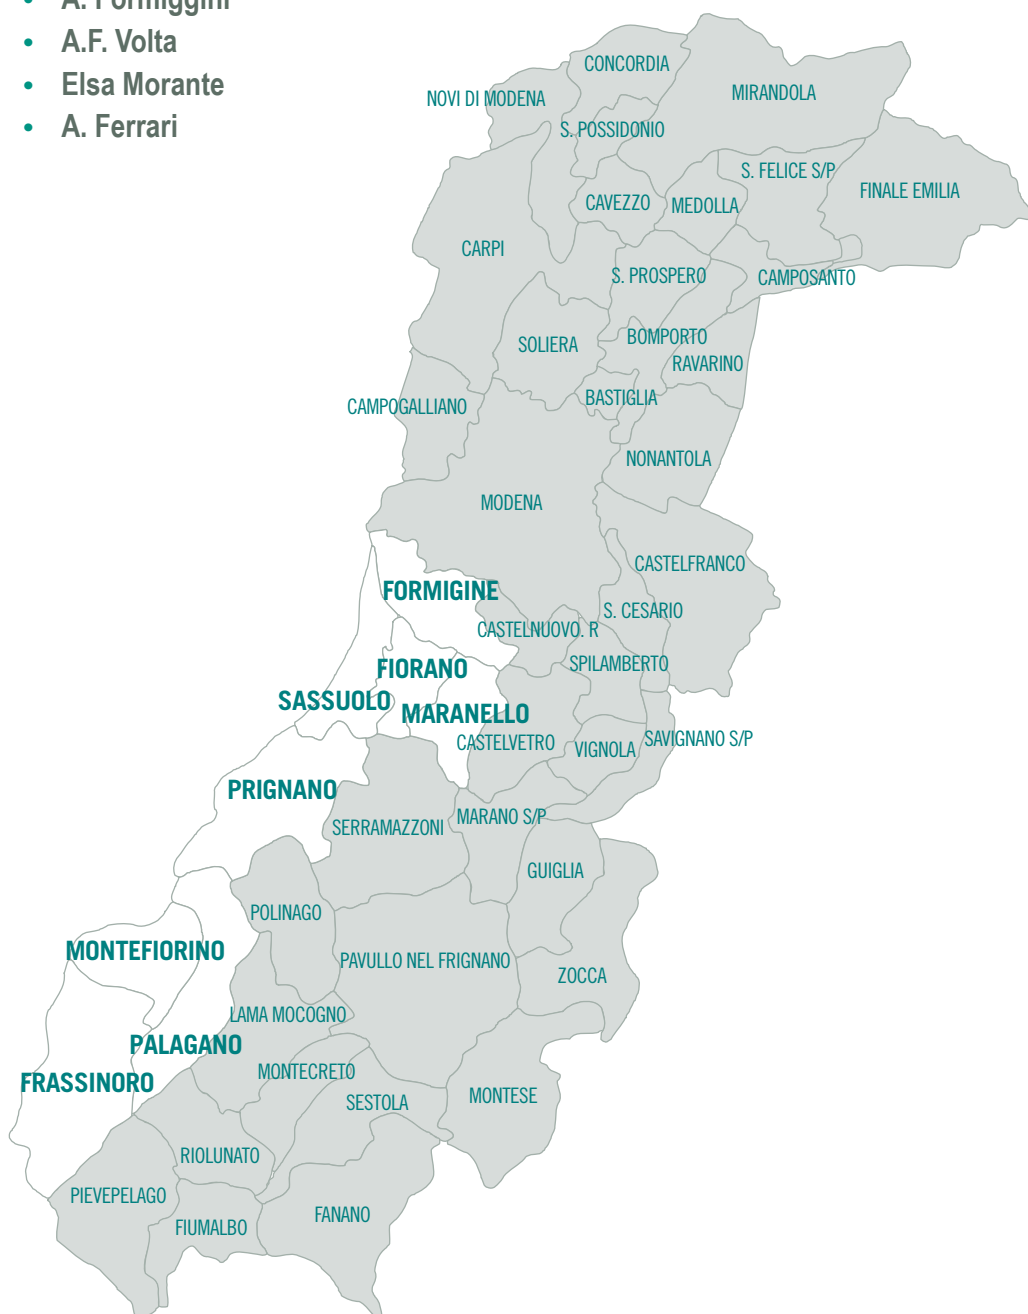 A. Formiggini
A.F. Volta
Elsa Morante
A. Ferrari
CONCORDIA
MIRANDOLA
NOVI DI MODENA
S. POSSIDONIO
S. FELICE S/P
FINALE EMILIA
CAVEZZO
MEDOLLA
CARPI
S. PROSPERO
CAMPOSANTO
BOMPORTO
SOLIERA
RAVARINO
BASTIGLIA
CAMPOGALLIANO
NONANTOLA
MODENA
CASTELFRANCO
FORMIGINE
S. CESARIO
CASTELNUOVO. R
SPILAMBERTO
FIORANO
SASSUOLO
MARANELLO
CASTELVETRO
VIGNOLA
SAVIGNANO S/P
PRIGNANO
MARANO S/P
SERRAMAZZONI
GUIGLIA
POLINAGO
MONTEFIORINO
PAVULLO NEL FRIGNANO
ZOCCA
LAMA MOCOGNO
PALAGANO
MONTECRETO
FRASSINORO
SESTOLA
MONTESE
RIOLUNATO
PIEVEPELAGO
FANANO
FIUMALBO